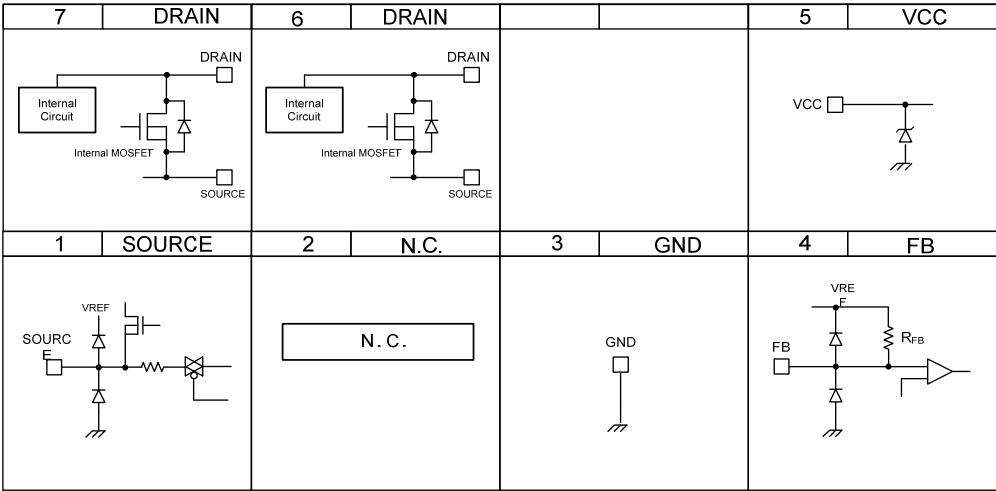 7 DRAIN 6 DRAIN 5 VCC
DRAIN
Internal
Circuit
Internal MOSFET
SOURCE
DRAIN
Internal
Circuit
Internal MOSFET
SOURCE
VCC
1 SOURCE 2 N.C. 3 GND 4 FB
VREF
SOURC
E
N.C.
GND
VRE
F
FB
RFB